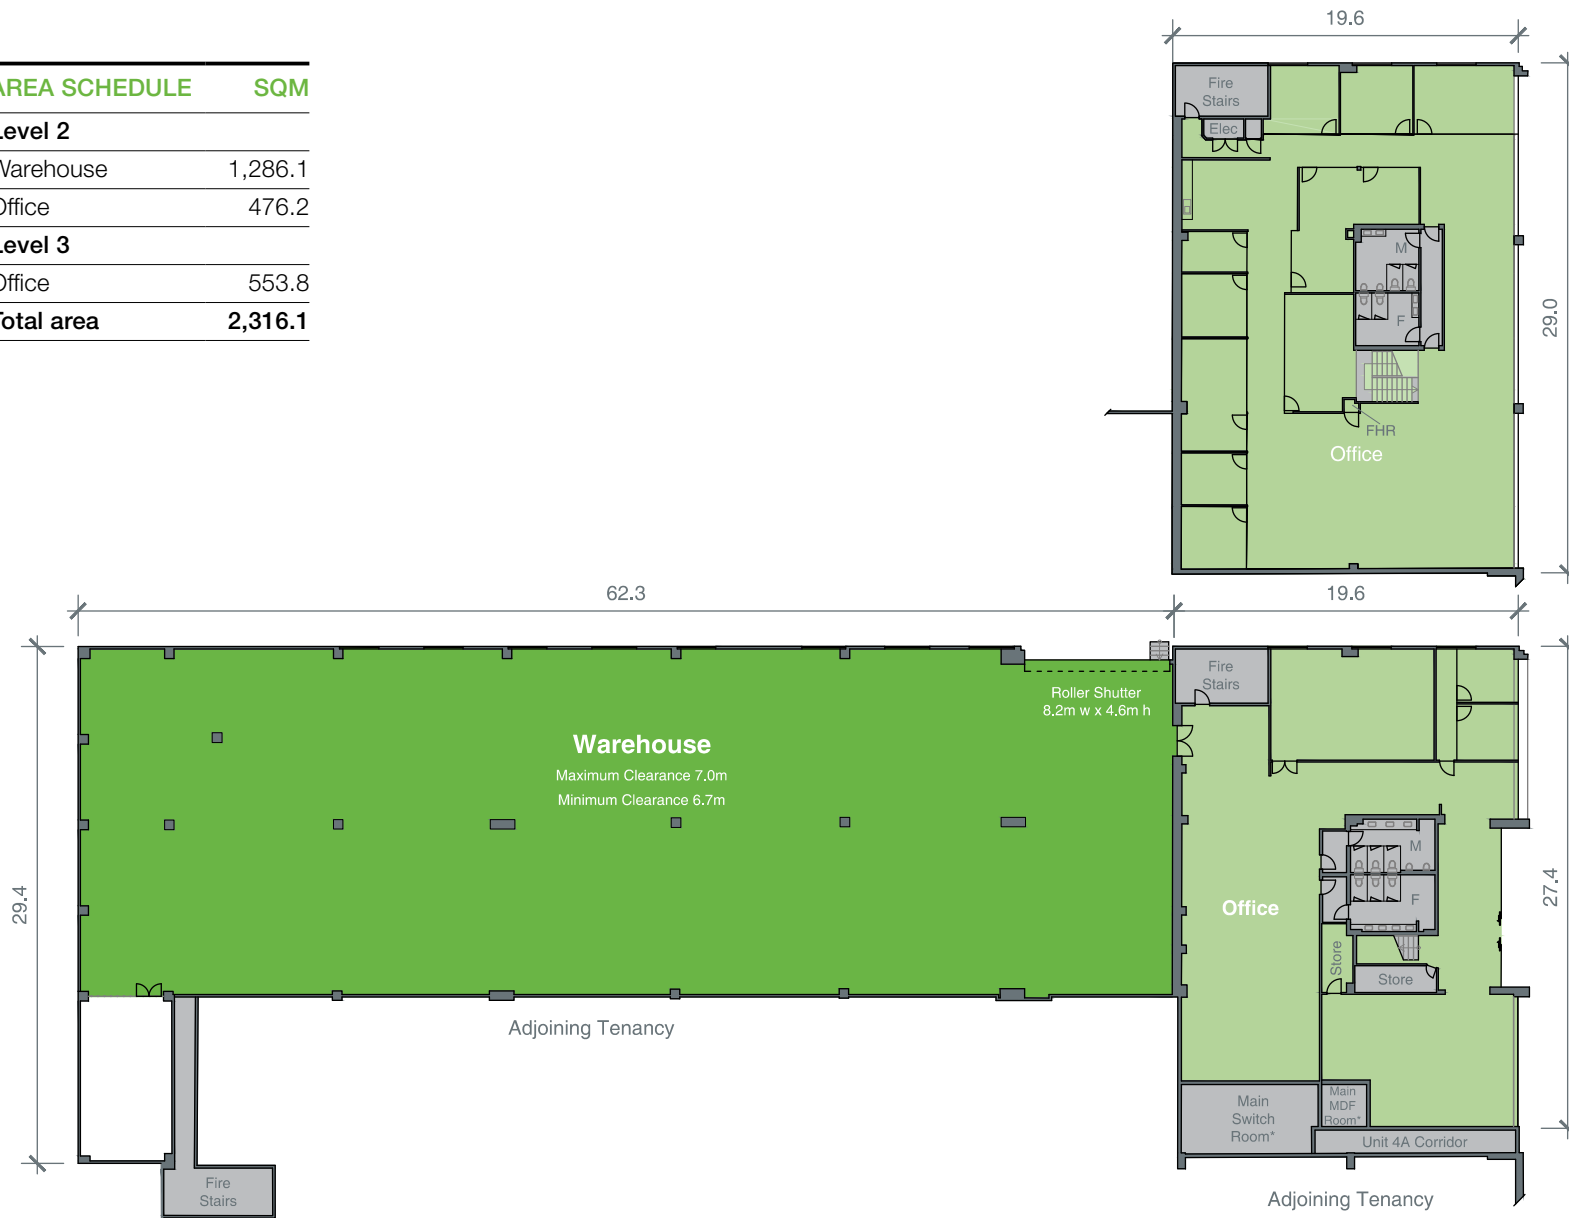 AREA SCHEDULE SQM
Level 2
Warehouse 1,286.1
Office 476.2
Level 3
Office 553.8
Total area 2,316.1
19.6
Fire
Stairs
Elec
M
F
29.0
FHR
Office
62.3
19.6
Fire
Stairs
Roller Shutter
8.2m w x 4.6m h
Warehouse
Maximum Clearance 7.0m
Minimum Clearance 6.7m
29.4
M
F
27.4
Office
Store
Store
Adjoining Tenancy
Main
Switch
Room*
Main
MDF
Room*
Unit 4A Corridor
Fire
Stairs
Adjoining Tenancy